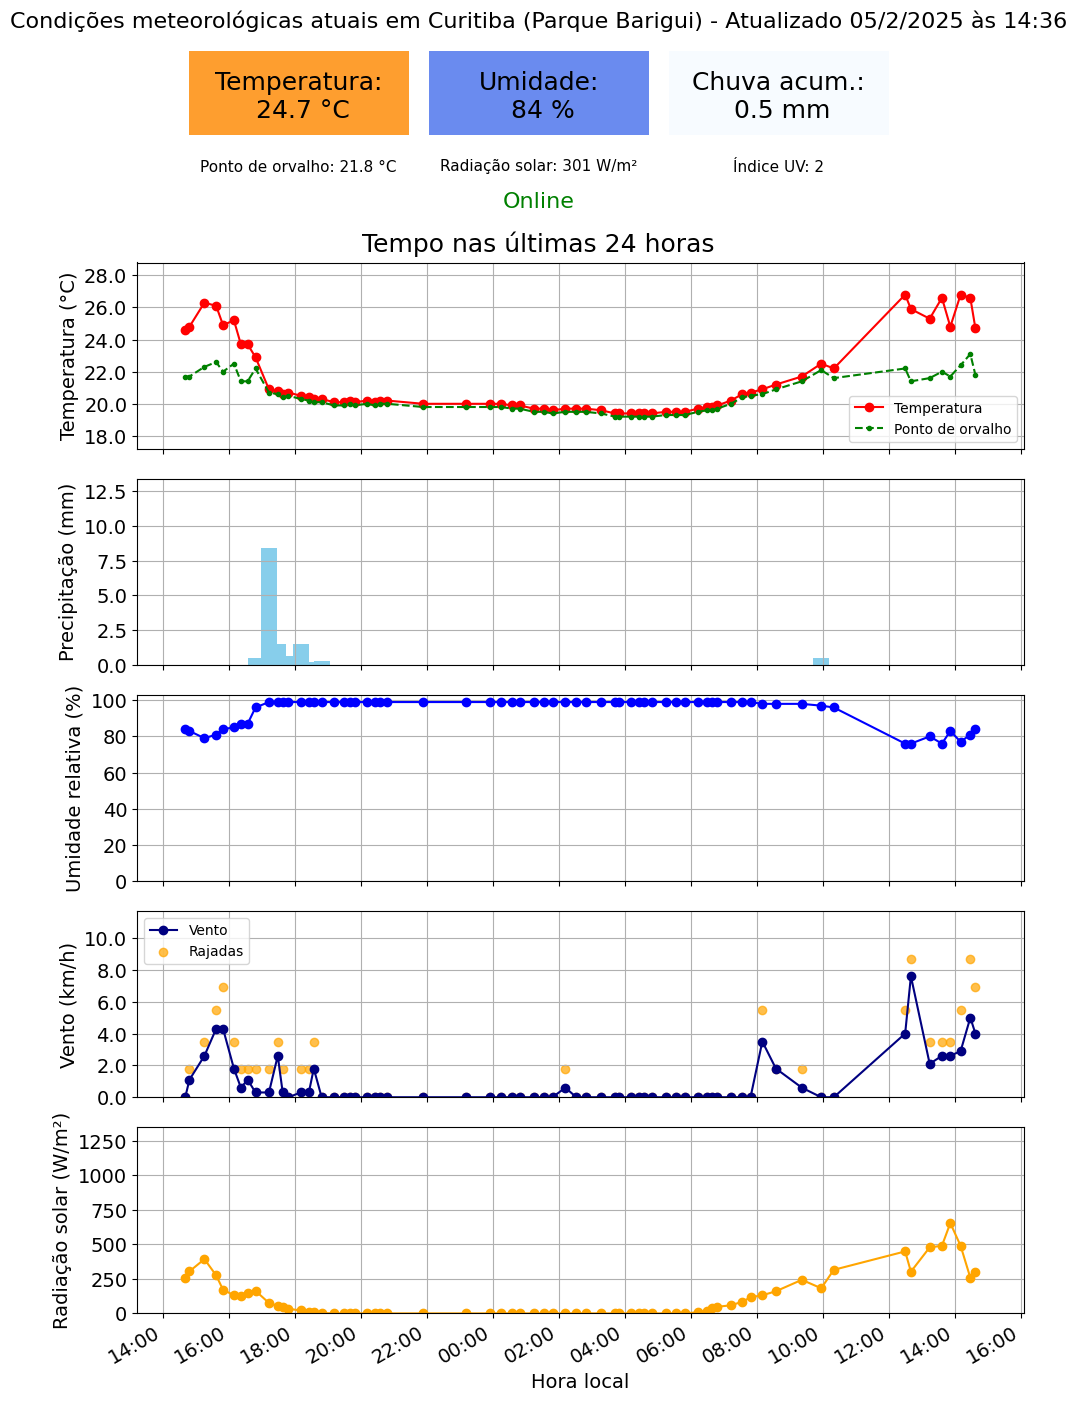 Condições meteorológicas atuais em Curitiba (Parque Barigui) - Atualizado 05/2/2025 às 14:36
Temperatura:
24.7 °C
Umidade:
84 %
Chuva acum.:
0.5 mm
Ponto de orvalho: 21.8 °C
Radiação solar: 301 W/m²
Índice UV: 2
Online
Tempo nas últimas 24 horas
Temperatura (°C)
28.0
26.0
24.0
22.0
20.0
18.0
Temperatura
Ponto de orvalho
Precipitação (mm)
12.5
10.0
7.5
5.0
2.5
0.0
Umidade relativa (%)
100
80
60
40
20
0
Vento (km/h)
10.0
8.0
6.0
4.0
2.0
0.0
Vento
Rajadas
Radiação solar (W/m²)
1250
1000
750
500
250
0
14:00
16:00
18:00
20:00
22:00
00:00
02:00
04:00
06:00
08:00
10:00
12:00
14:00
16:00
Hora local